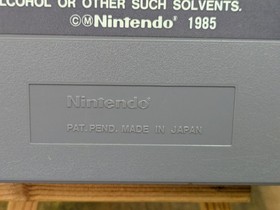 ALCOHOL OR OTHER SUCH SOLVENTS.
©Ⓜ Nintendo® 1985
Nintendo®
PAT. PEND. MADE IN JAPAN